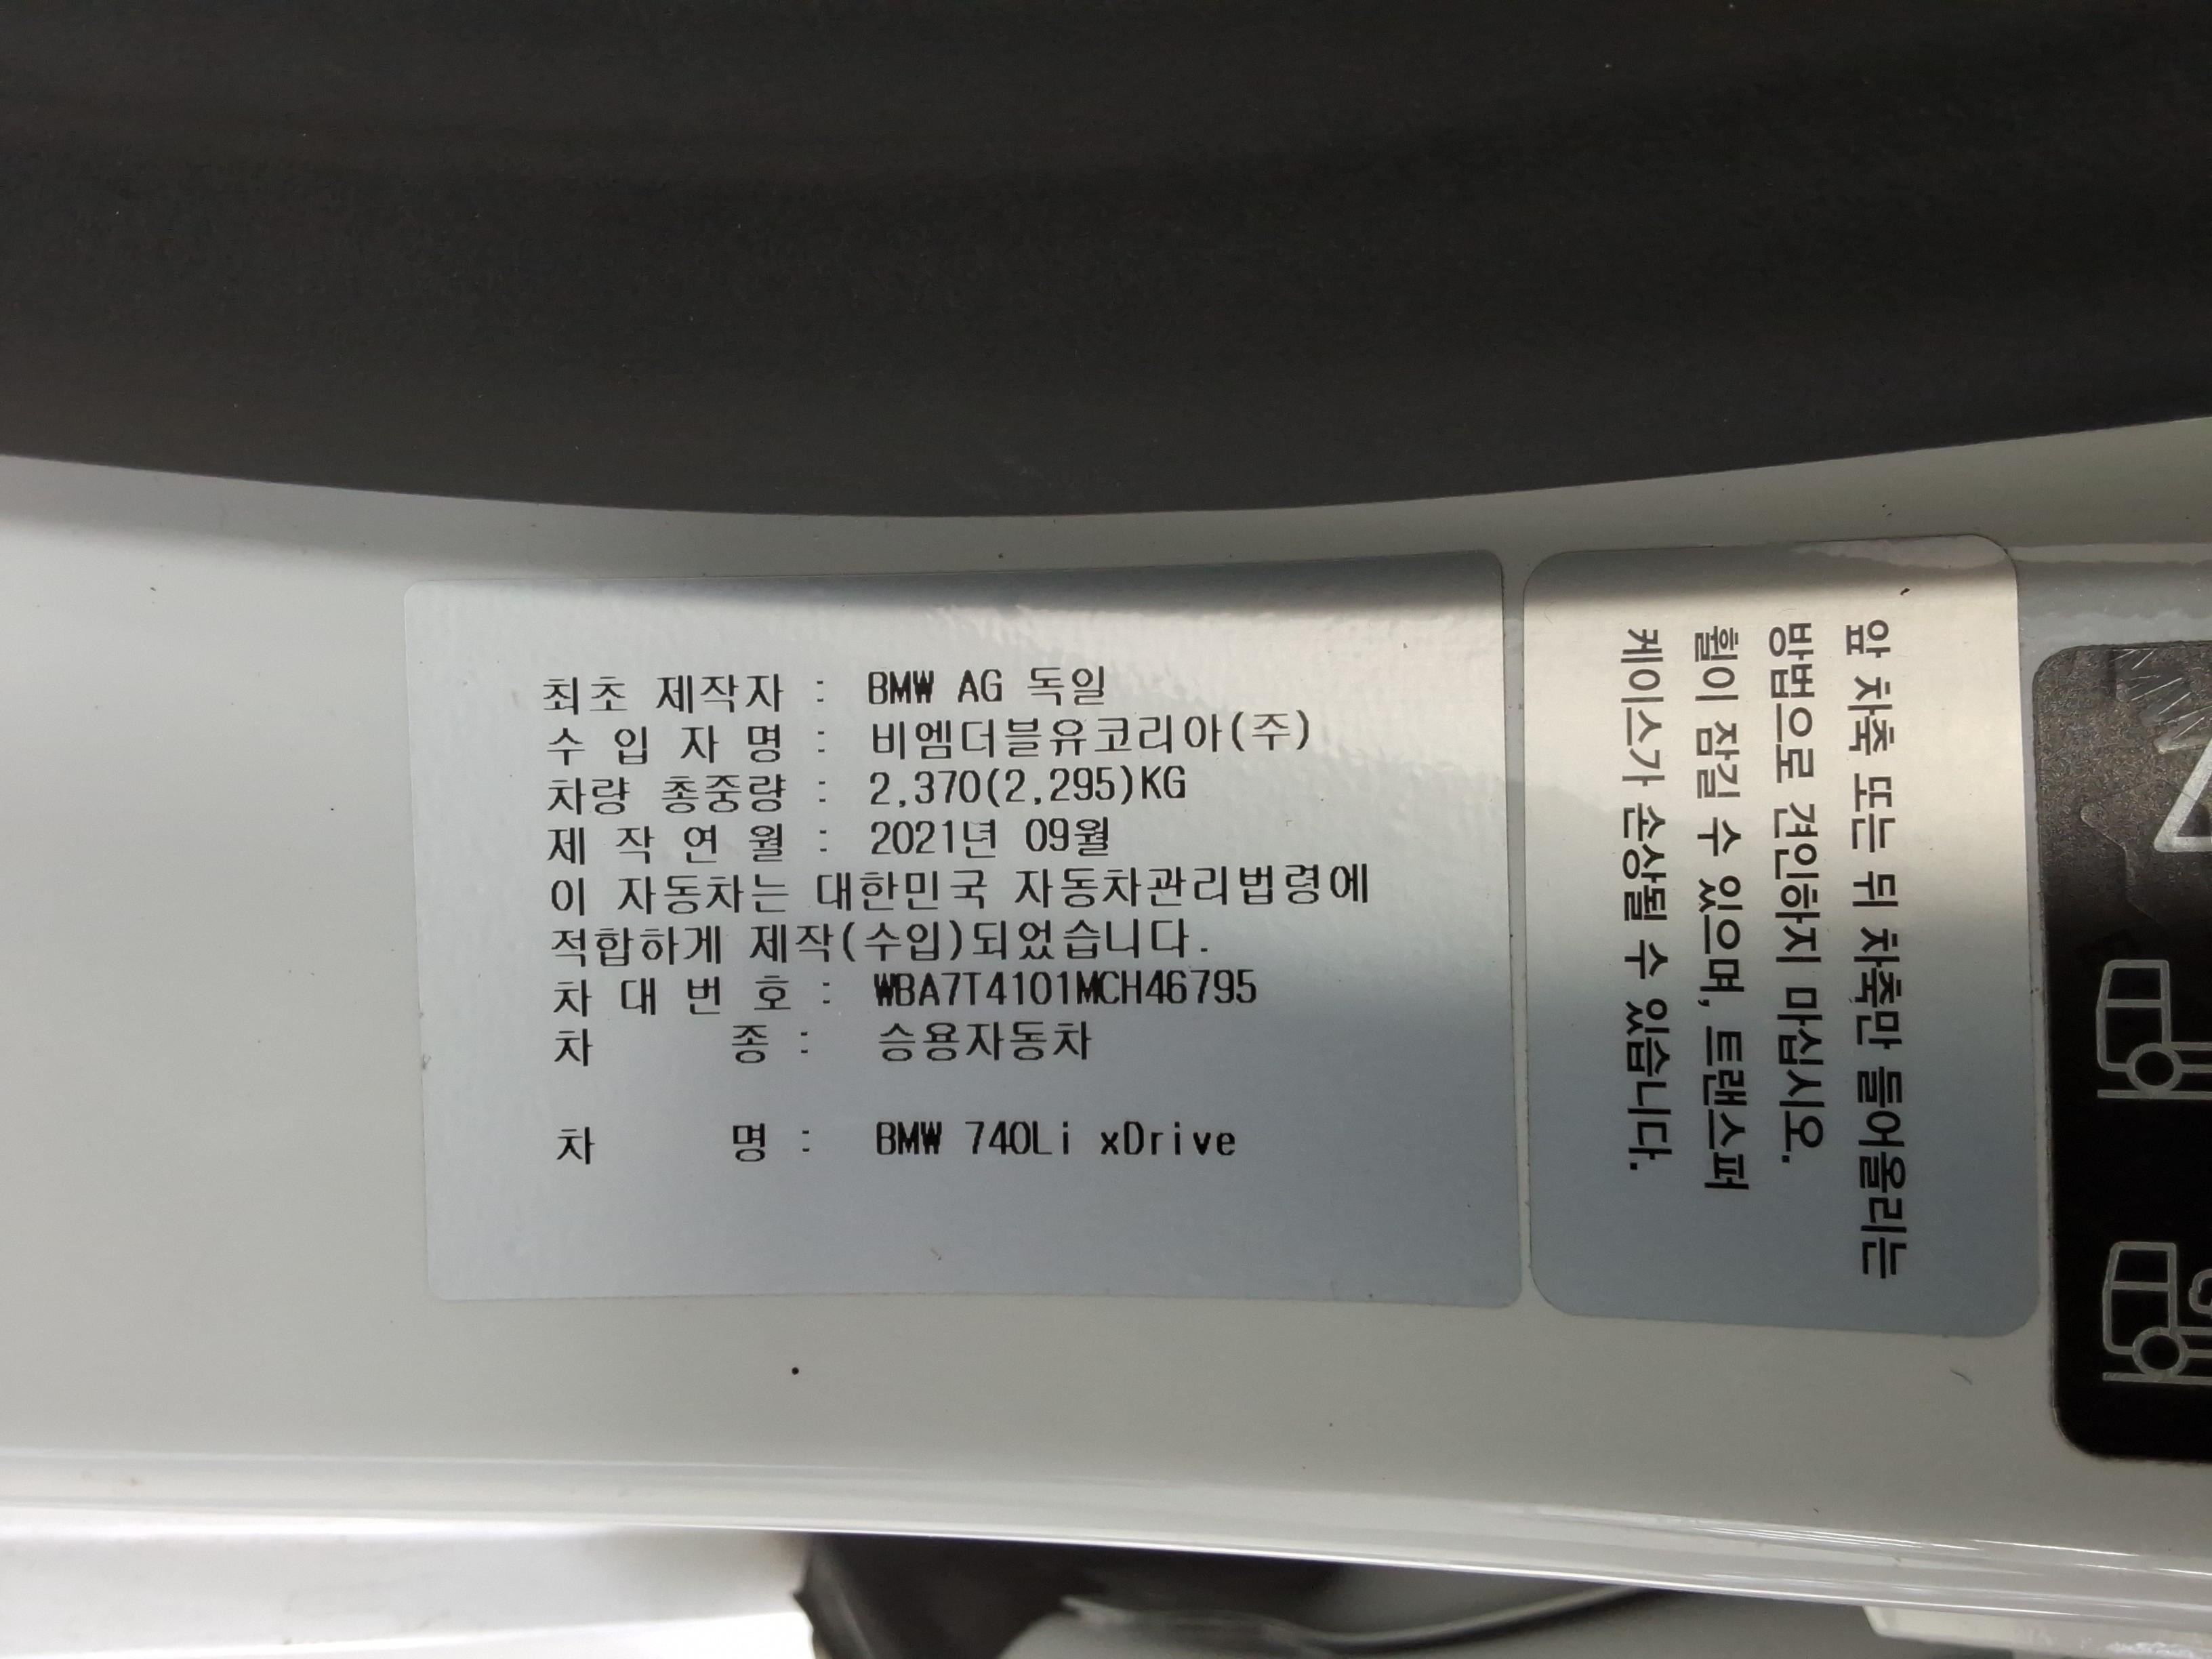 최초 제작자 : BMW AG 독일
수 입 자 명 : 비엠더블유코리아(주)
차량 총중량 : 2,370(2,295)KG
제 작 연 월 : 2021년 09월
이 자동차는 대한민국 자동차관리법령에
적합하게 제작(수입)되었습니다.
차 대 번 호 : WBA7T4101MCH46795
차 종 : 승용자동차
차 명 : BMW 740Li xDrive
앞 차축 또는 뒤 차축만 들어올리는
방법으로 견인하지 마십시오.
휠이 잠길 수 있으며, 트랜스퍼
케이스가 손상될 수 있습니다.